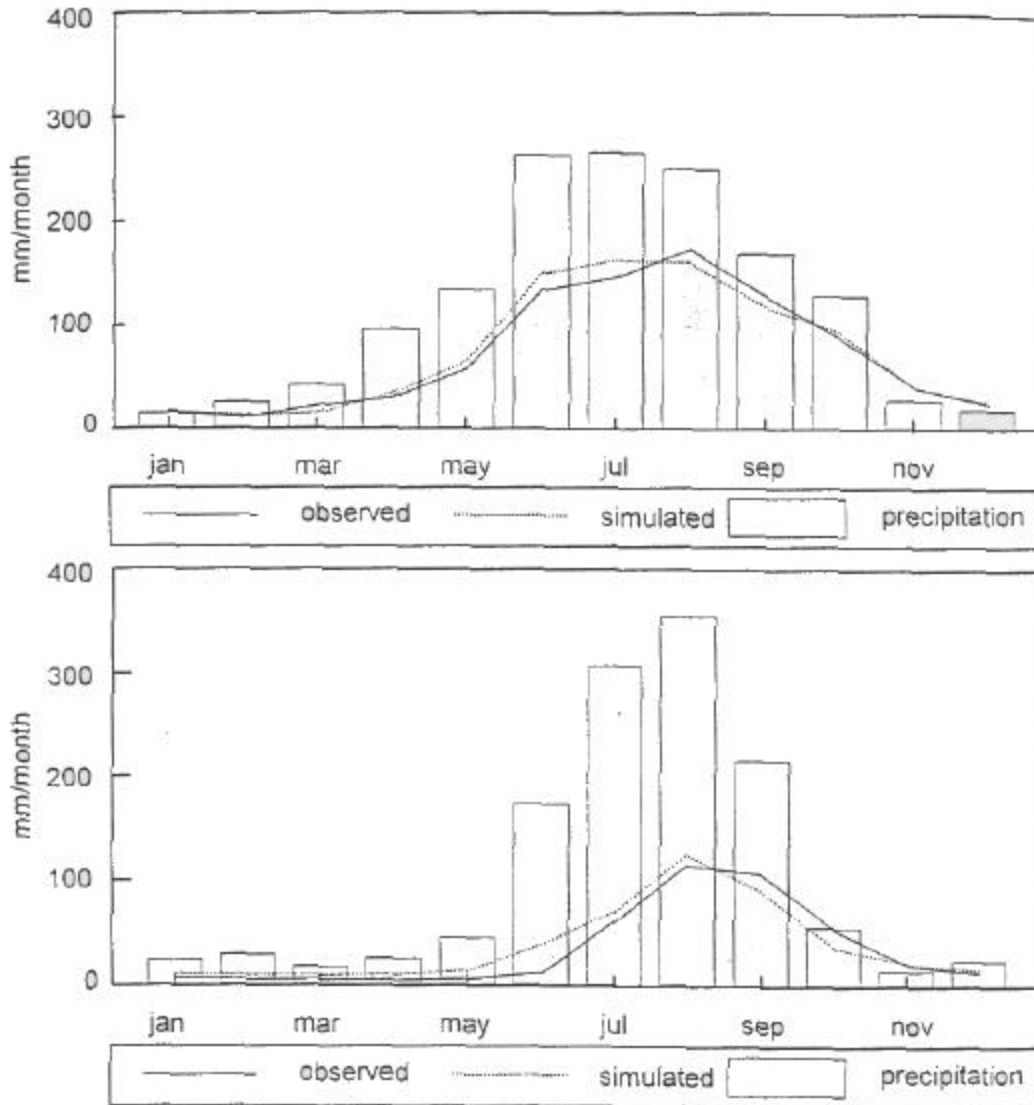 400
300
mm/month
200
100
0
jan mar may jul sep nov
observed simulated precipitation
400
300
mm/month
200
100
0
jan mar may jul sep nov
observed simulated precipitation